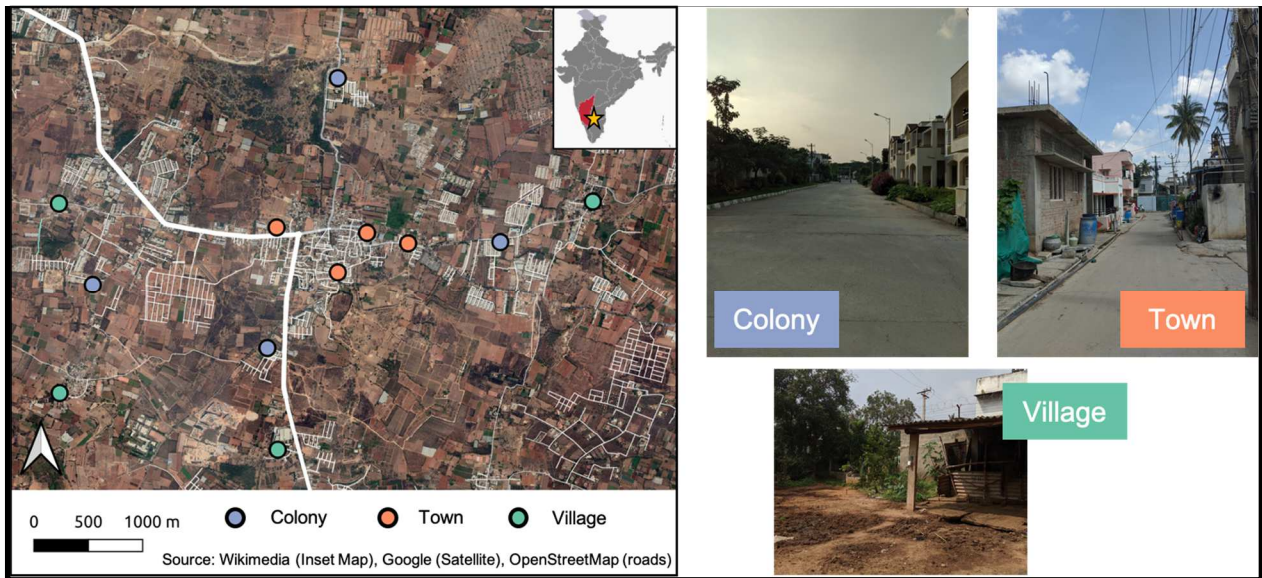 0 500 1000 m
Colony
Town
Village
Source: Wikimedia (Inset Map), Google (Satellite), OpenStreetMap (roads)
Colony
Town
Village